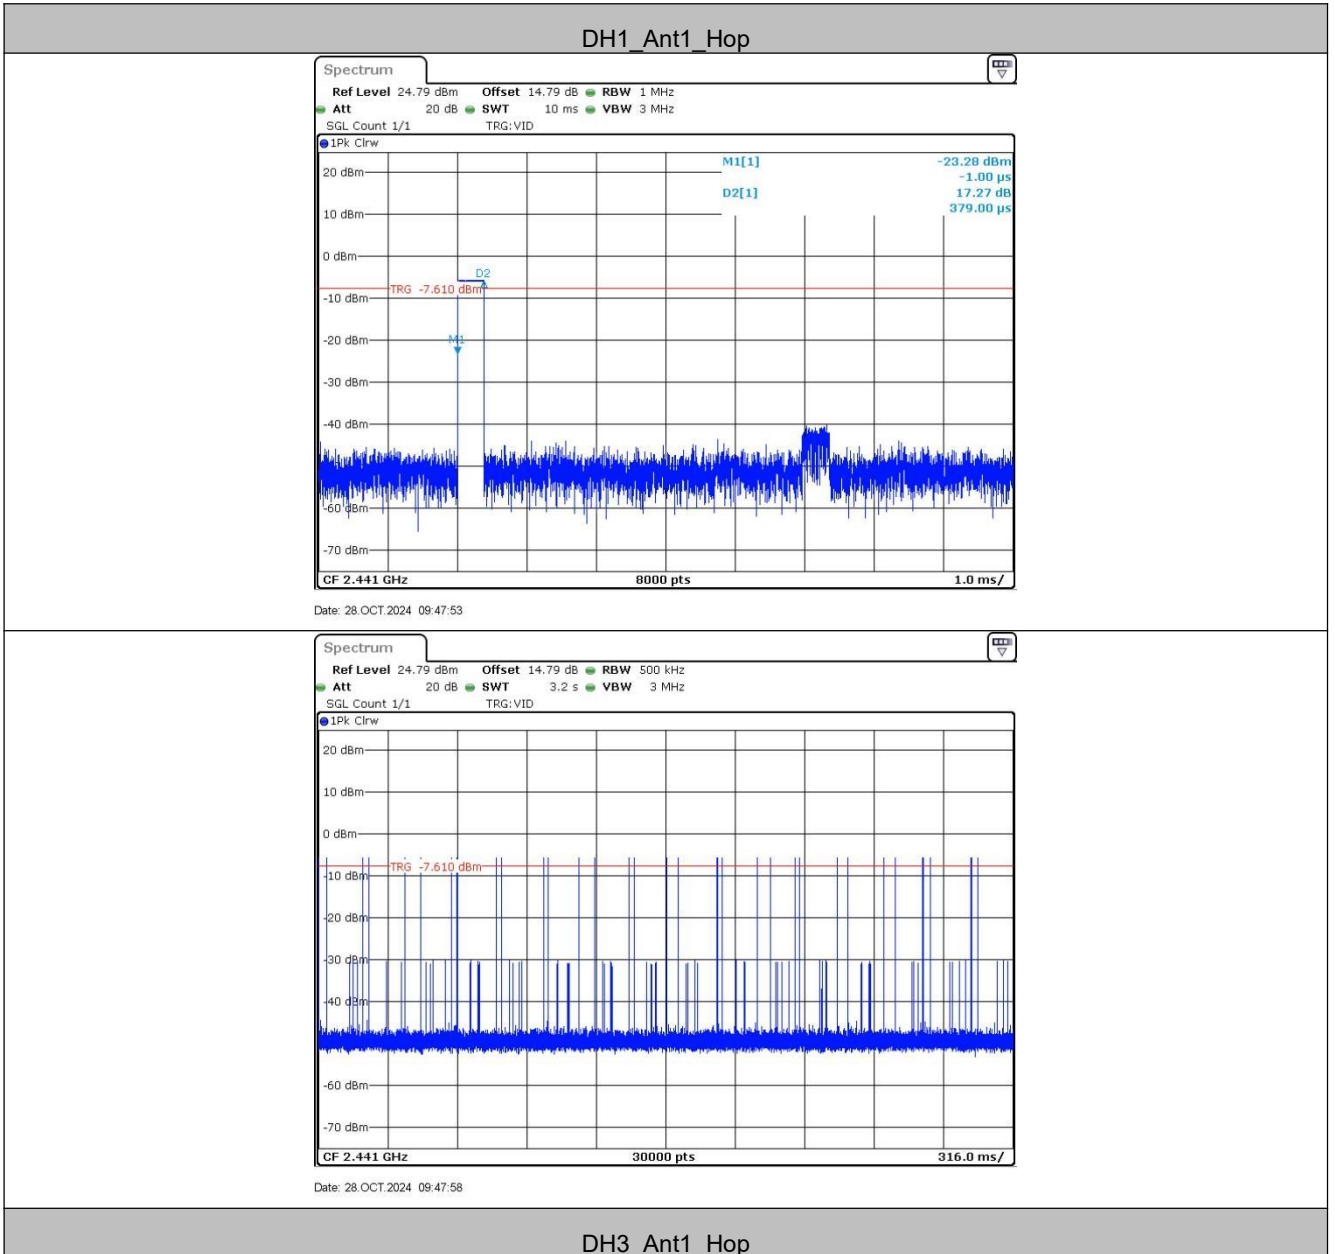 DH1_Ant1_Hop
Spectrum
Ref Level 24.79 dBm Offset 14.79 dB RBW 1 MHz
Att 20 dB SWT 10 ms VBW 3 MHz
SGL Count 1/1 TRG:VID
1Pk Clrw
M1[1] -23.28 dBm
-1.00 µs
D2[1] 17.27 dB
379.00 µs
20 dBm
10 dBm
0 dBm
D2
TRG -7.610 dBm
-10 dBm
-20 dBm
M1
-30 dBm
-40 dBm
-60 dBm
-70 dBm
CF 2.441 GHz 8000 pts 1.0 ms/
Date: 28.OCT.2024 09:47:53
Spectrum
Ref Level 24.79 dBm Offset 14.79 dB RBW 500 kHz
Att 20 dB SWT 3.2 s VBW 3 MHz
SGL Count 1/1 TRG:VID
1Pk Clrw
20 dBm
10 dBm
0 dBm
TRG -7.610 dBm
-10 dBm
-20 dBm
-30 dBm
-40 dBm
-60 dBm
-70 dBm
CF 2.441 GHz 30000 pts 316.0 ms/
Date: 28.OCT.2024 09:47:58
DH3_Ant1_Hop